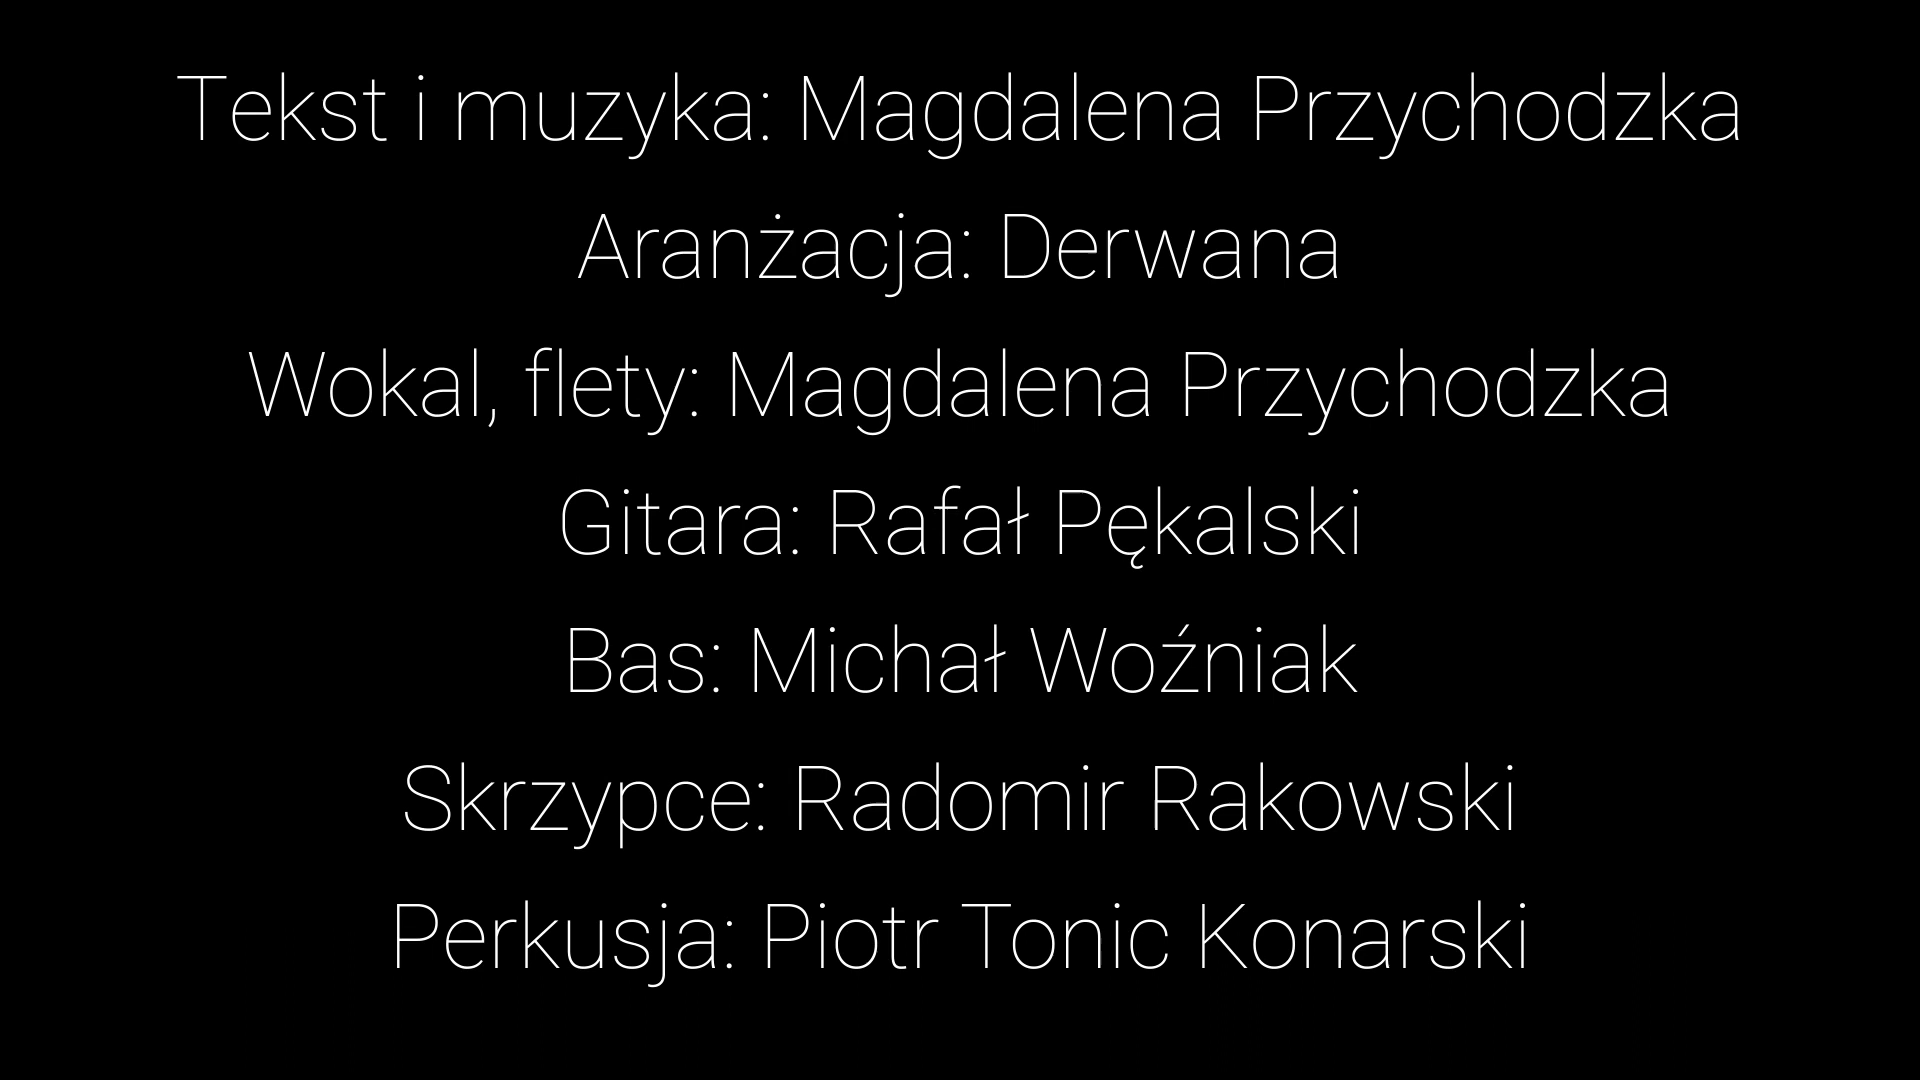 Tekst i muzyka: Magdalena Przychodzka
Aranżacja: Derwana
Wokal, flety: Magdalena Przychodzka
Gitara: Rafał Pękalski
Bas: Michał Woźniak
Skrzypce: Radomir Rakowski
Perkusja: Piotr Tonic Konarski